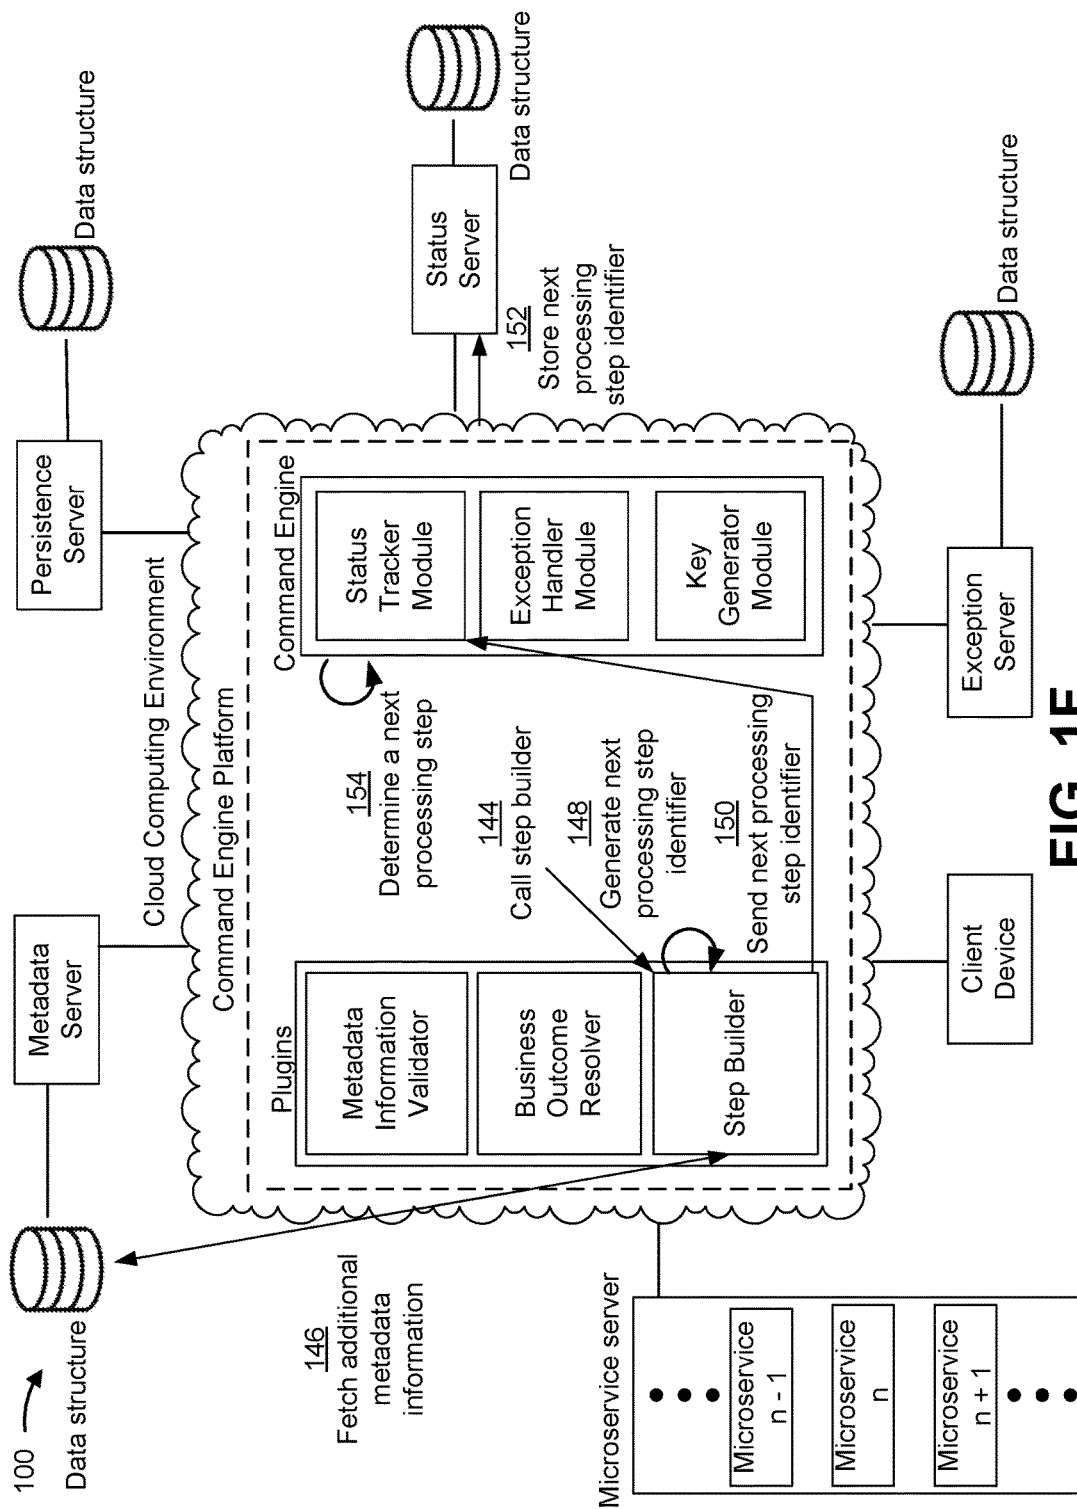 100
Data structure
Metadata
Server
Persistence
Server
Data structure
Cloud Computing Environment
Command Engine Platform
Plugins
Metadata
Information
Validator
Business
Outcome
Resolver
Step Builder
Command Engine
Status
Tracker
Module
Exception
Handler
Module
Key
Generator
Module
146
Fetch additional
metadata
information
154
Determine a next
processing step
144
Call step builder
148
Generate next
processing step
identifier
150
Send next processing
step identifier
Status
Server
Data structure
152
Store next
processing
step identifier
Microservice server
Microservice
n - 1
Microservice
n
Microservice
n + 1
Client
Device
Exception
Server
Data structure
FIG